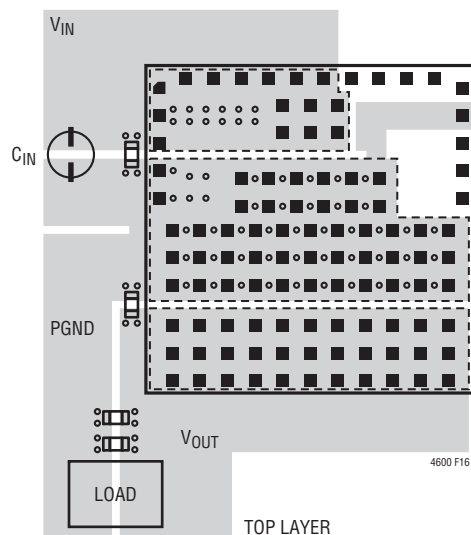 VIN
CIN
PGND
VOUT
4600 F16
LOAD
TOP LAYER